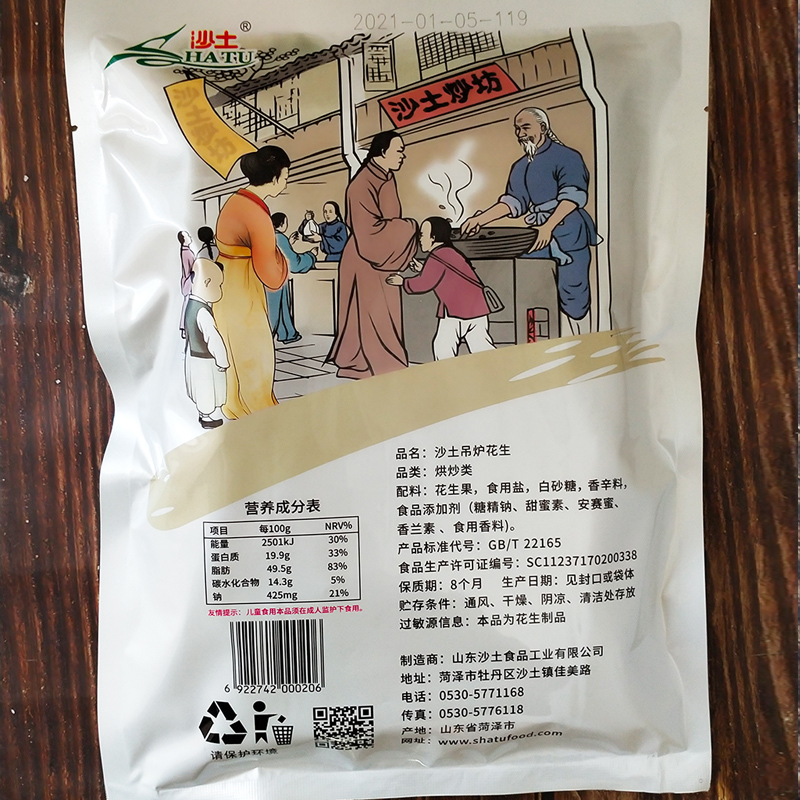 2021-01-05-119
沙土®
SHATU
沙土炒坊
品名：沙土吊炉花生
品类：烘炒类
配料：花生果，食用盐，白砂糖，香辛料，
食品添加剂（糖精钠、甜蜜素、安赛蜜、
香兰素 、食用香料)。
产品标准代号：GB/T 22165
食品生产许可证编号：SC11237170200338
保质期：8个月 生产日期：见封口或袋体
贮存条件：通风、干燥、阴凉、清洁处存放
过敏源信息：本品为花生制品
营养成分表
项目 每100g NRV%
能量 2501kJ 30%
蛋白质 19.9g 33%
脂肪 49.5g 83%
碳水化合物 14.3g 5%
钠 425mg 21%
友情提示：儿童食用本品须在成人监护下食用。
6 922742 000206
请保护环境
制造商：山东沙土食品工业有限公司
地址：菏泽市牡丹区沙土镇佳美路
电话：0530-5771168
传真：0530-5776118
产地：山东省菏泽市
网址：www.shatufood.com